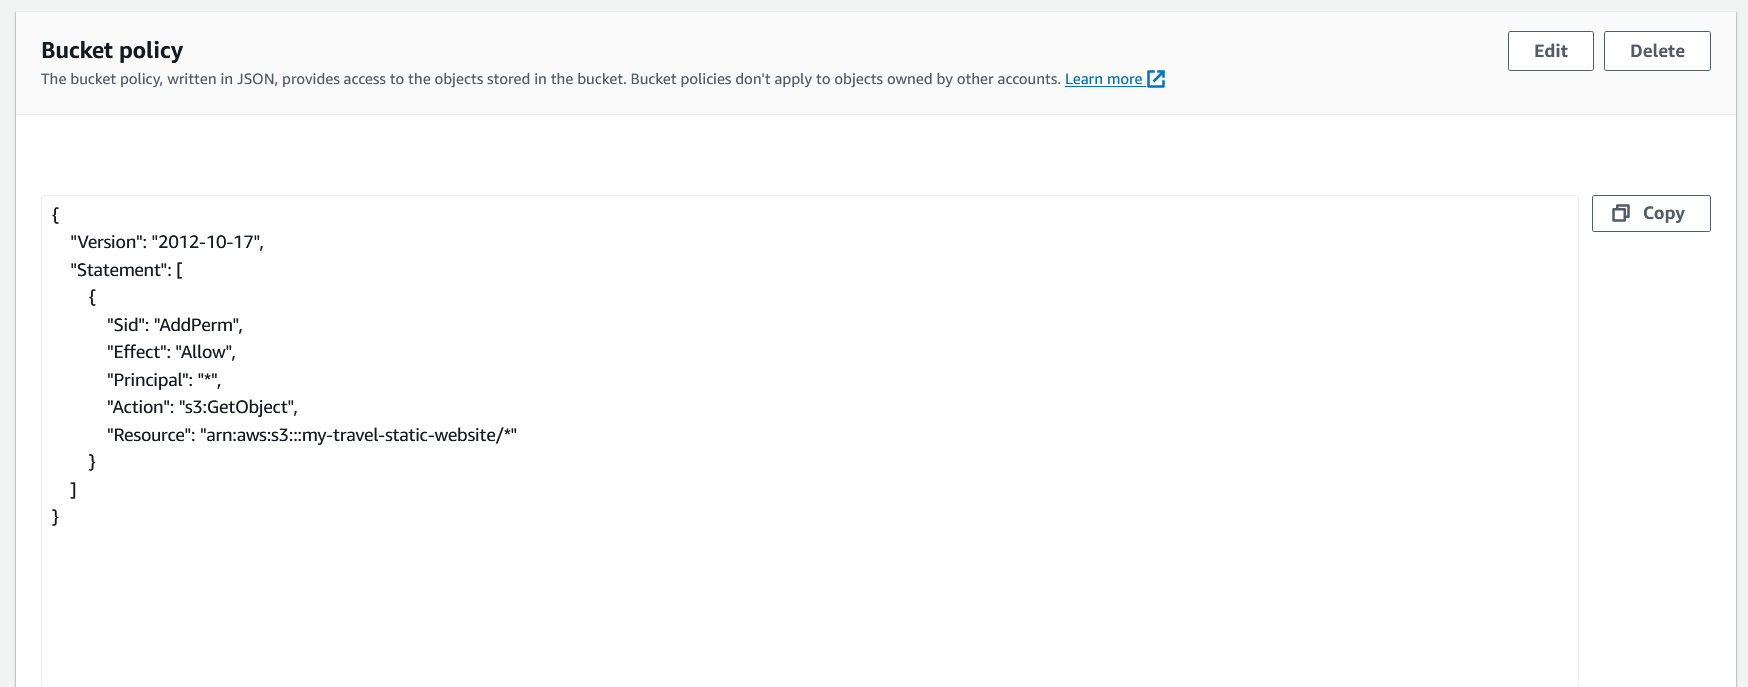 Bucket policy
Edit
Delete
The bucket policy, written in JSON, provides access to the objects stored in the bucket. Bucket policies don't apply to objects owned by other accounts. Learn more
Copy
{
"Version": "2012-10-17",
"Statement": [
{
"Sid": "AddPerm",
"Effect": "Allow",
"Principal": "*",
"Action": "s3:GetObject",
"Resource": "arn:aws:s3:::my-travel-static-website/*"
}
]
}